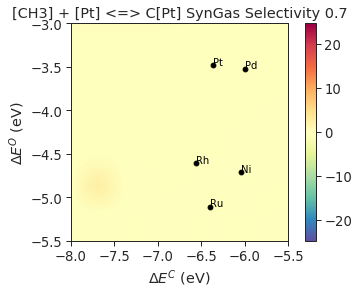 [CH3] + [Pt] <=> C[Pt] SynGas Selectivity 0.7
−3.0
−3.5
−4.0
−4.5
−5.0
−5.5
ΔE^O (eV)
Pt
Pd
Rh
Ni
Ru
−8.0 −7.5 −7.0 −6.5 −6.0 −5.5
ΔE^C (eV)
20
10
0
−10
−20